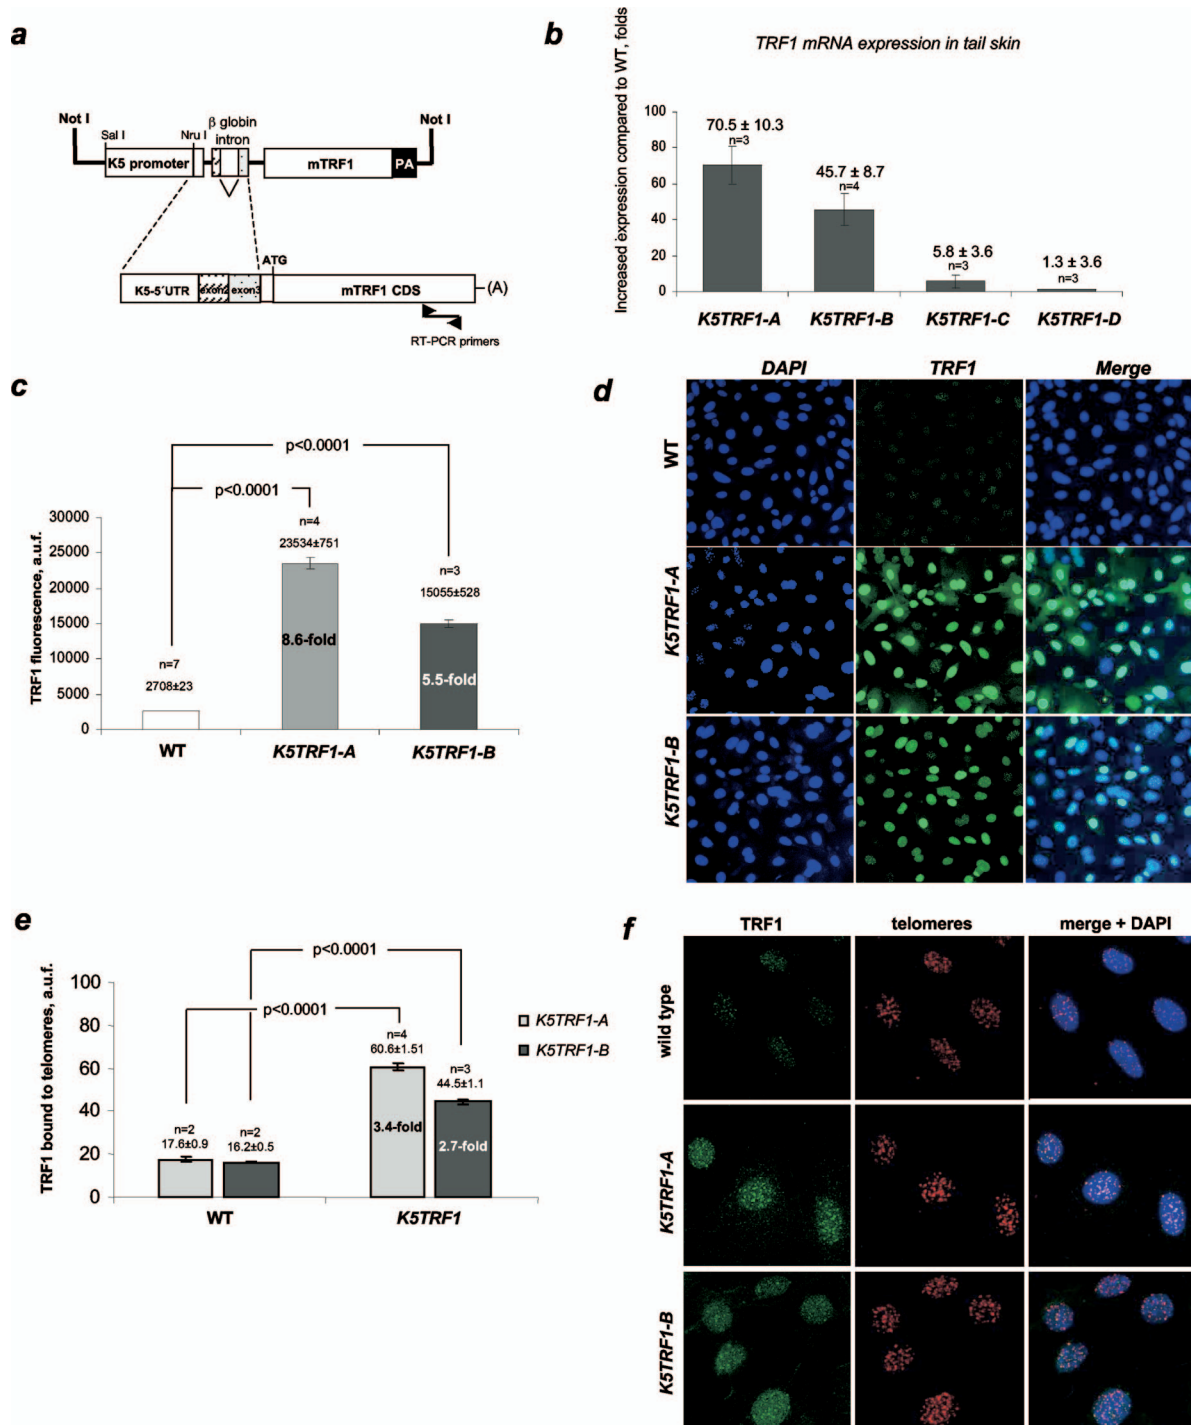 a
Not I
Sal I
Nru I
β globin
intron
Not I
K5 promoter
mTRF1
PA
ATG
K5-5´UTR
exon2
exon3
mTRF1 CDS
(A)
RT-PCR primers
b
TRF1 mRNA expression in tail skin
Increased expression compared to WT, folds
100
80
60
40
20
0
70.5 ± 10.3
n=3
45.7 ± 8.7
n=4
5.8 ± 3.6
n=3
1.3 ± 3.6
n=3
K5TRF1-A
K5TRF1-B
K5TRF1-C
K5TRF1-D
c
p<0.0001
p<0.0001
TRF1 fluorescence, a.u.f.
30000
25000
20000
15000
10000
5000
0
n=7
2708±23
n=4
23534±751
8.6-fold
n=3
15055±528
5.5-fold
WT
K5TRF1-A
K5TRF1-B
d
DAPI
TRF1
Merge
WT
K5TRF1-A
K5TRF1-B
e
p<0.0001
p<0.0001
TRF1 bound to telomeres, a.u.f.
100
80
60
40
20
0
n=2
17.6±0.9
n=2
16.2±0.5
n=4
60.6±1.51
3.4-fold
n=3
44.5±1.1
2.7-fold
K5TRF1-A
K5TRF1-B
WT
K5TRF1
f
TRF1
telomeres
merge + DAPI
wild type
K5TRF1-A
K5TRF1-B